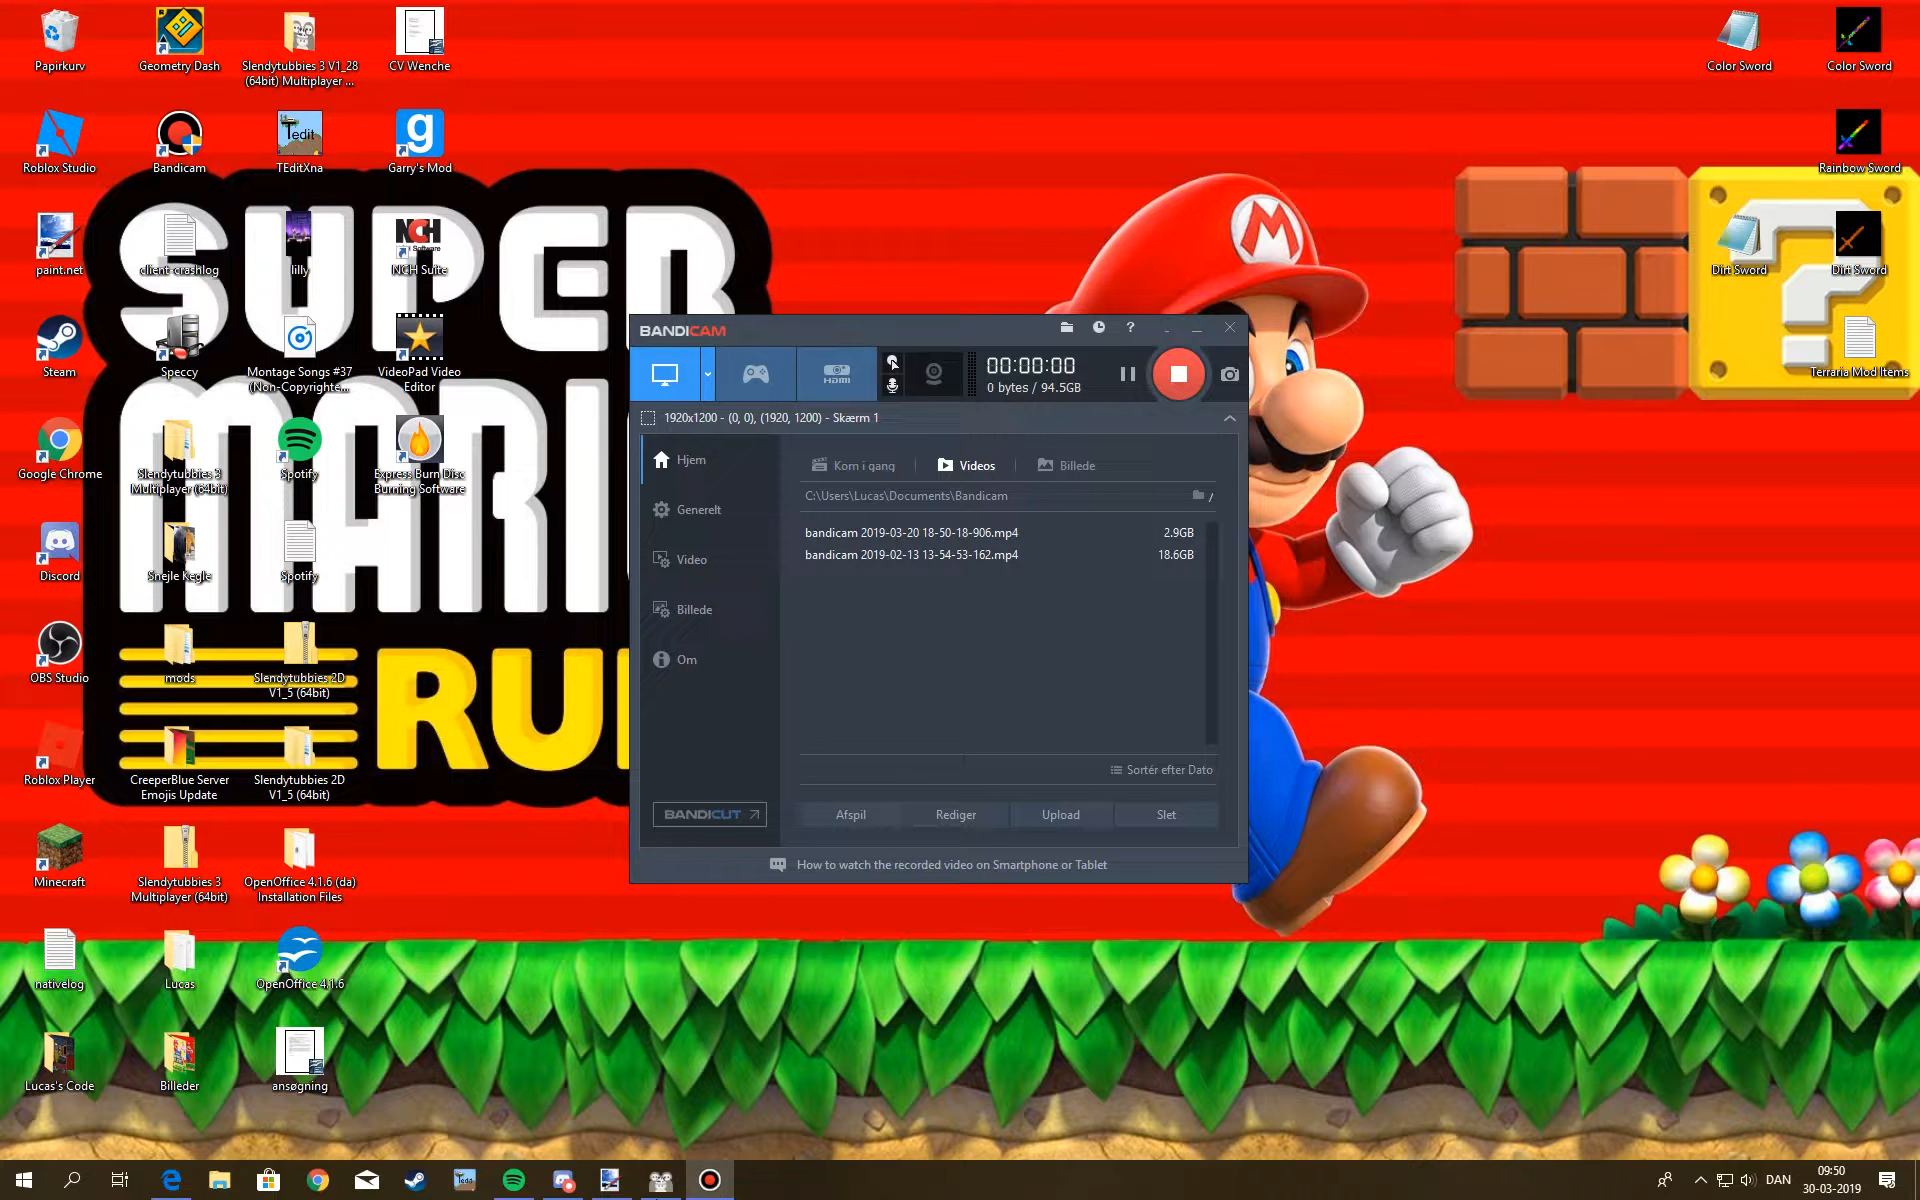 Papirkurv
Geometry Dash
Slendytubbies 3 V1_28
(64bit) Multiplayer ...
CV Wenche
Color Sword
Color Sword
Roblox Studio
Bandicam
Tedit
TEditXna
g
Garry's Mod
Rainbow Sword
SUPER
MARIO
RUN
M
?
paint.net
client-crashlog
lilly
NCH
Software
NCH Suite
Dirt Sword
Dirt Sword
Steam
Speccy
Montage Songs #37
(Non-Copyrighte...
VideoPad Video
Editor
Terraria Mod Items
Google Chrome
Slendytubbies 3
Multiplayer (64bit)
Spotify
Express Burn Disc
Burning Software
Discord
Snejle Kegle
Spotify
OBS Studio
mods
Slendytubbies 2D
V1_5 (64bit)
Roblox Player
CreeperBlue Server
Emojis Update
Slendytubbies 2D
V1_5 (64bit)
Minecraft
Slendytubbies 3
Multiplayer (64bit)
OpenOffice 4.1.6 (da)
Installation Files
nativelog
Lucas
OpenOffice 4.1.6
Lucas's Code
Billeder
ansøgning
BANDICAM
?
HDMI
00:00:00
0 bytes / 94.5GB
1920x1200 - (0, 0), (1920, 1200) - Skærm 1
Hjem
Generelt
Video
Billede
Om
BANDICUT
Kom i gang
Videos
Billede
C:\Users\Lucas\Documents\Bandicam
/
bandicam 2019-03-20 18-50-18-906.mp4 2.9GB
bandicam 2019-02-13 13-54-53-162.mp4 18.6GB
Sortér efter Dato
Afspil Rediger Upload Slet
How to watch the recorded video on Smartphone or Tablet
DAN
09:50
30-03-2019